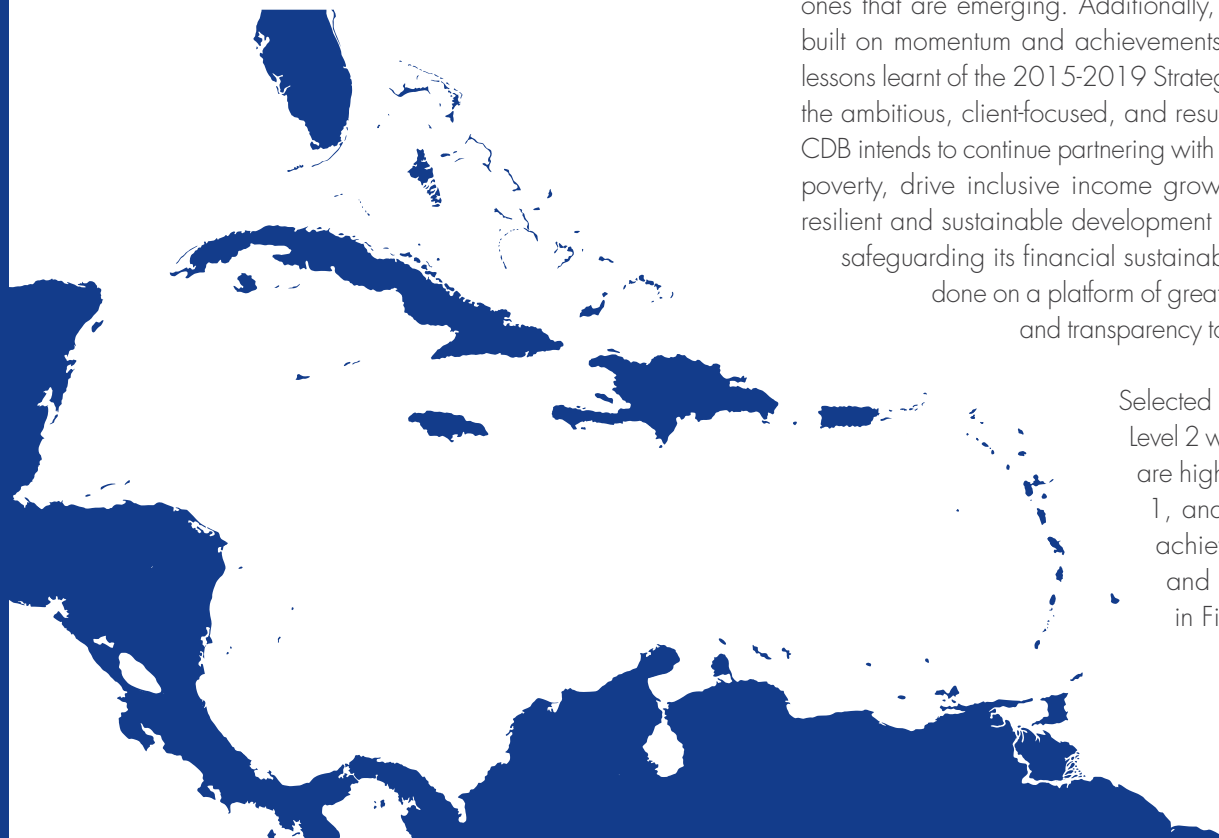 ones that are emerging. Additionally,
built on momentum and achievements
lessons learnt of the 2015-2019 Strateg
the ambitious, client-focused, and resu
CDB intends to continue partnering with
poverty, drive inclusive income grow
resilient and sustainable development
safeguarding its financial sustainab
done on a platform of great
and transparency to
Selected
Level 2 w
are high
1, and
achiev
and
in Fi